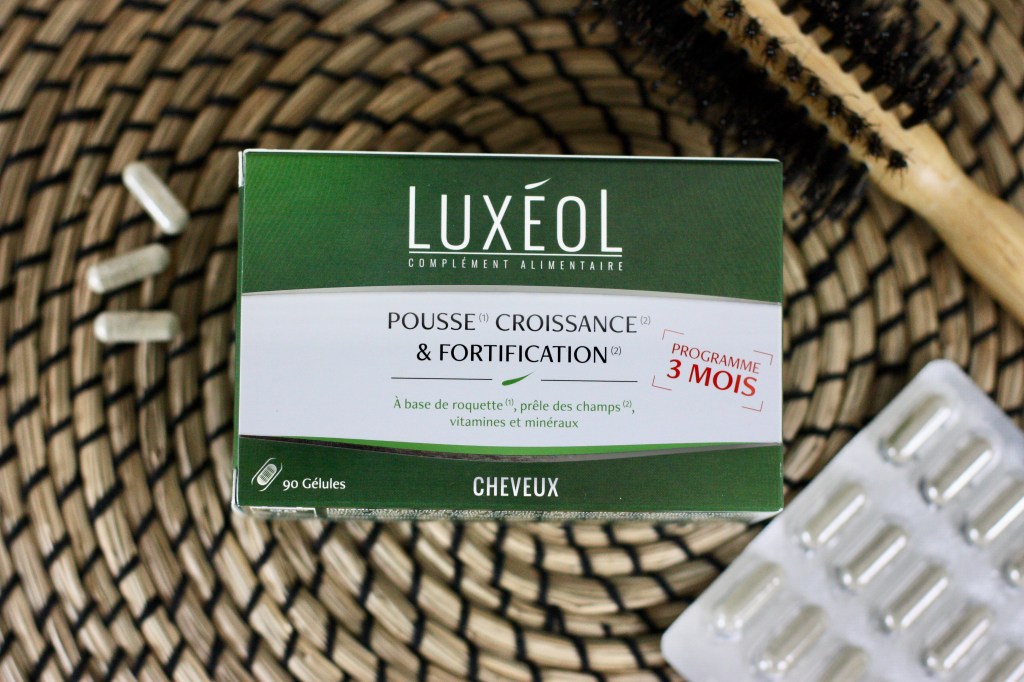 LUXÉOL
COMPLÉMENT ALIMENTAIRE
POUSSE⁽¹⁾ CROISSANCE⁽²⁾
& FORTIFICATION⁽²⁾
PROGRAMME
3 MOIS
À base de roquette⁽¹⁾, prêle des champs⁽²⁾,
vitamines et minéraux
90 Gélules
CHEVEUX